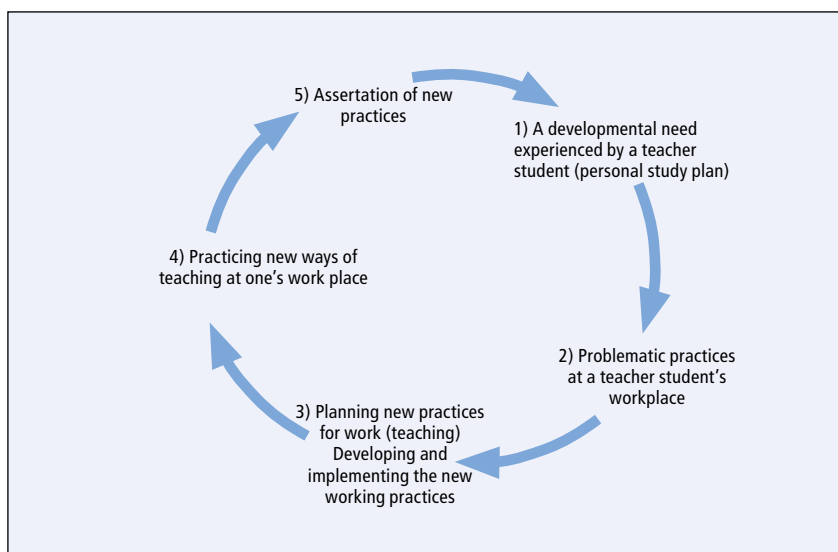 5) Assertation of new
practices
1) A developmental need
experienced by a teacher
student (personal study plan)
4) Practicing new ways of
teaching at one's work place
2) Problematic practices
at a teacher student's
workplace
3) Planning new practices
for work (teaching)
Developing and
implementing the new
working practices